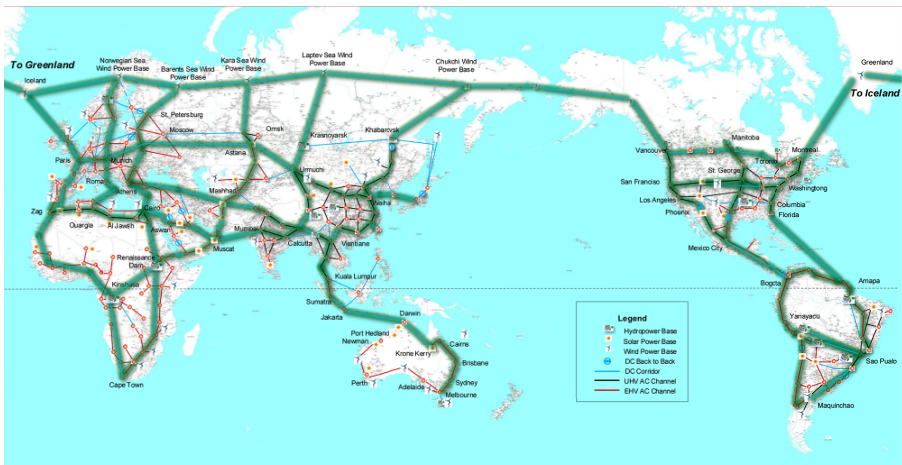 To Greenland
Iceland
Norwegian Sea
Wind Power Base
Barents Sea Wind
Power Base
Kara Sea Wind
Power Base
Laptev Sea Wind
Power Base
Chukchi Wind
Power Base
Greenland
To Iceland
St. Petersburg
Moscow
Omsk
Krasnoyarsk
Khabarovsk
Paris
Munich
Astana
Roma
Athens
Mashhad
Urmuchi
Weiha
Zag
Cairo
Ouargla
Al Jawsh
Aswan
Muscat
Mumbai
Calcutta
Vientiane
Renaissance
Dam
Kinshasa
Kuala Lumpur
Sumatra
Jakarta
Darwin
Port Hedland
Newman
Krone Kerry
Cairns
Brisbane
Perth
Adelaide
Sydney
Melbourne
Cape Town
Vancouver
Manitoba
Toronto
Montreal
St. George
San Franciso
Washingtong
Los Angeles
Phoenix
Columbia
Florida
Mexico City
Bogota
Amapa
Yanayacu
Sao Pualo
Maquinchao
Legend
Hydropower Base
Solar Power Base
Wind Power Base
DC Back to Back
DC Corridor
UHV AC Channel
EHV AC Channel